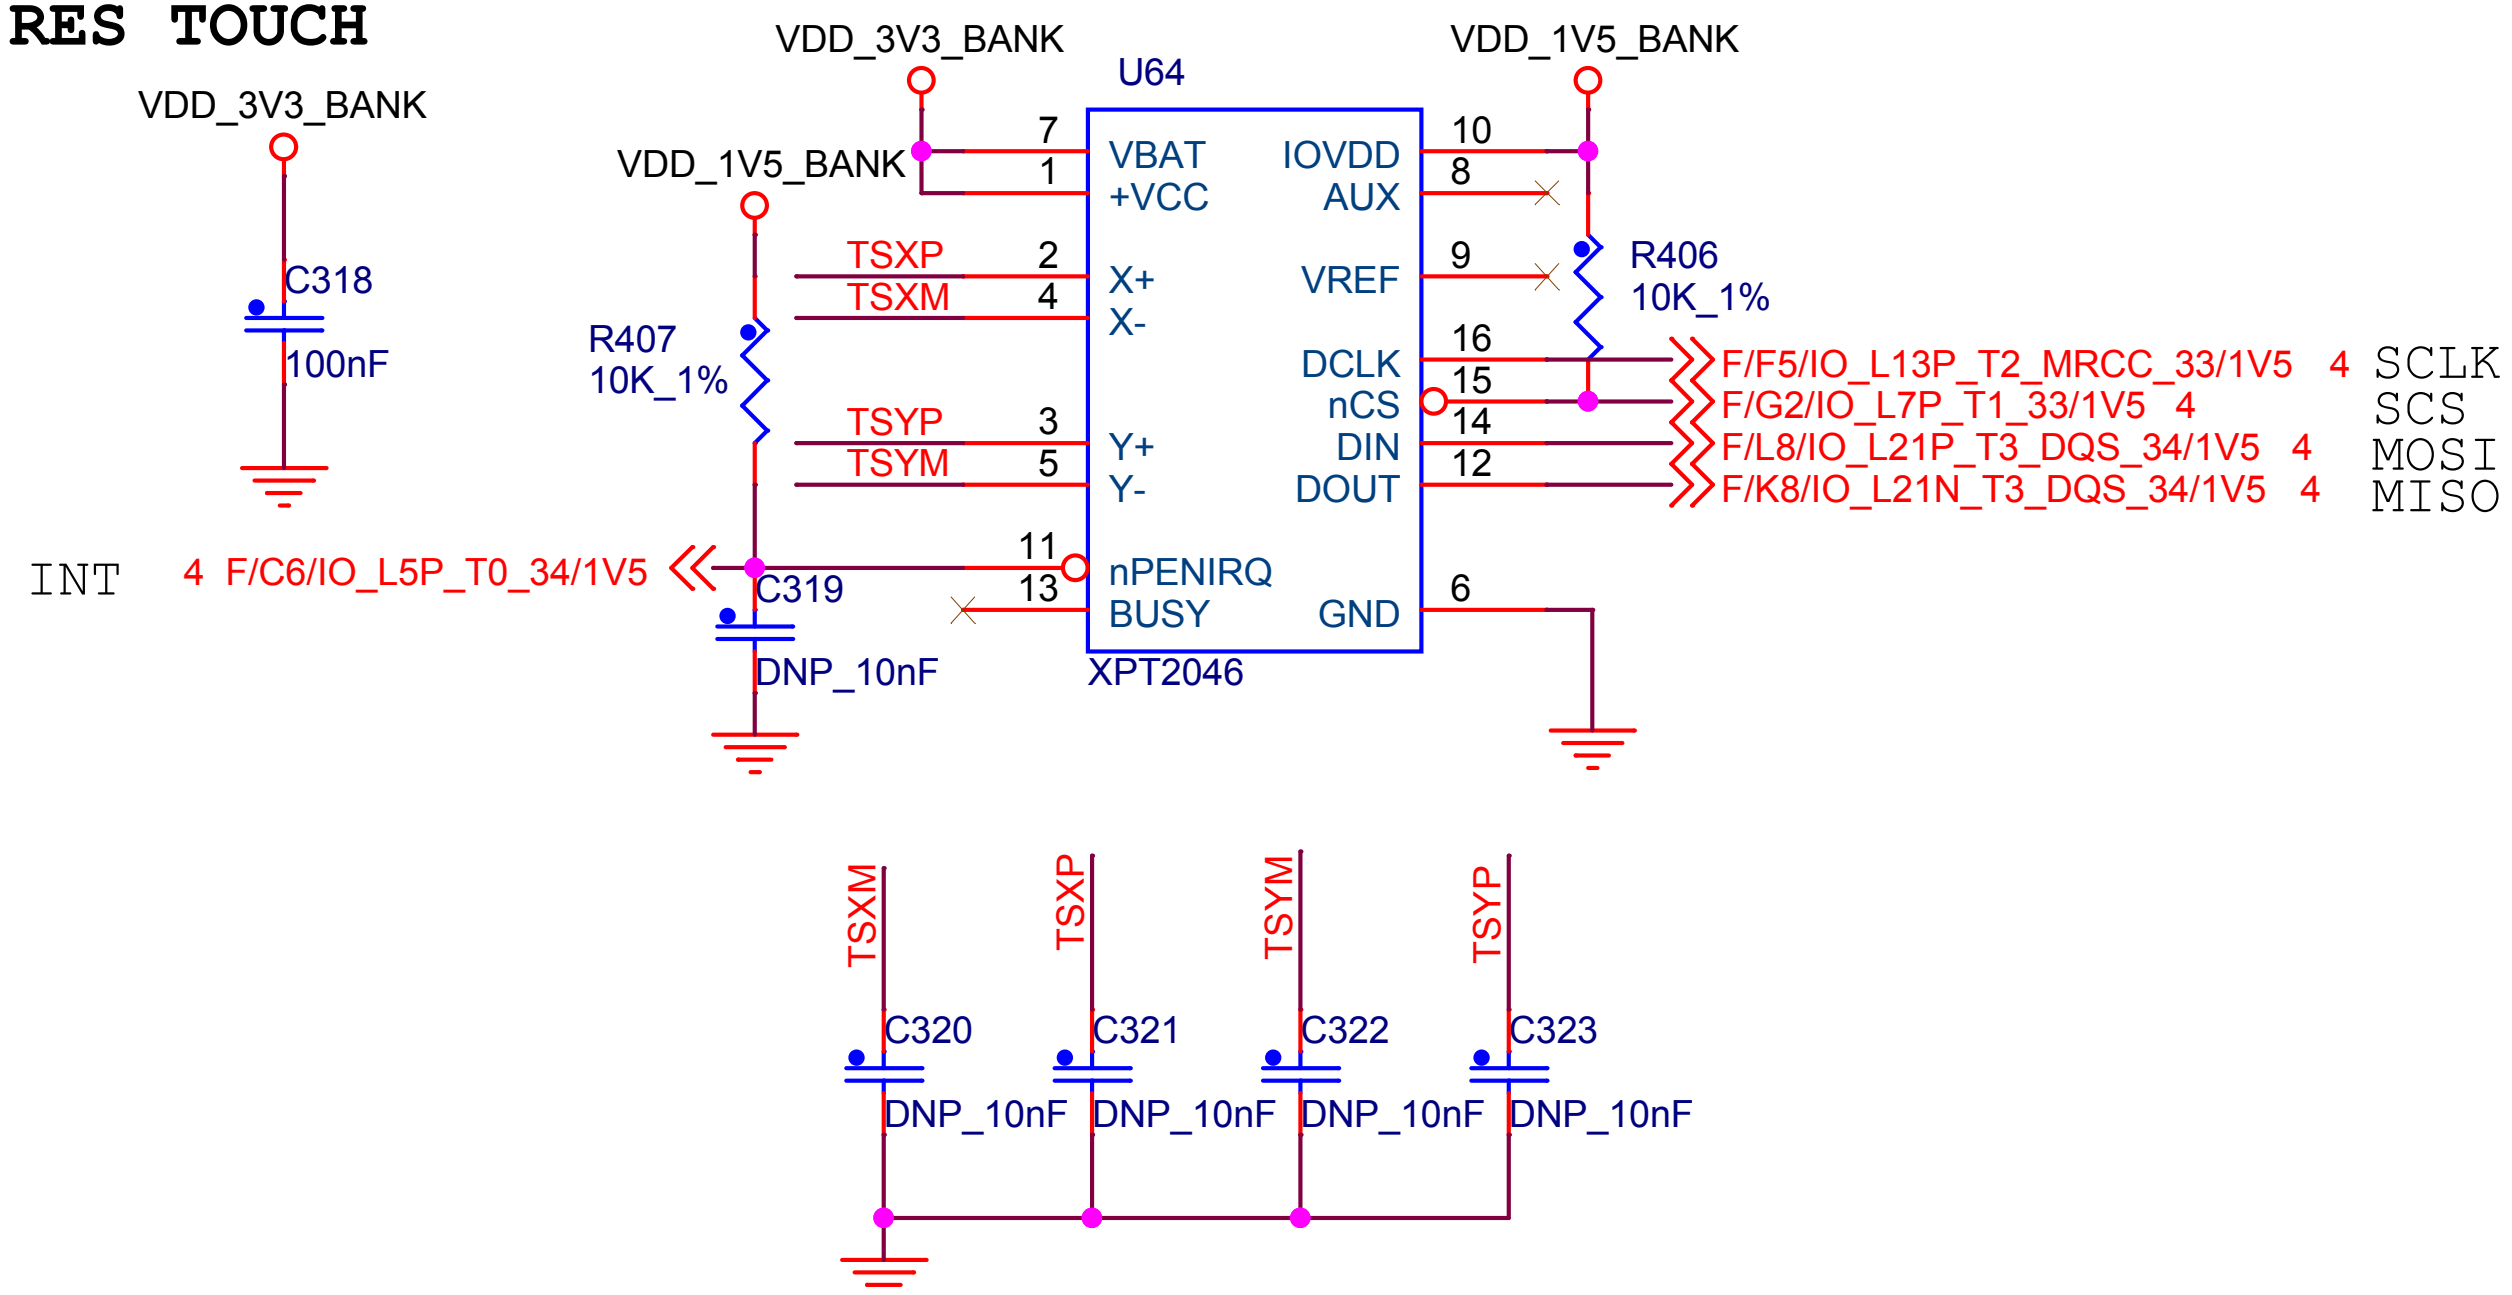 RES TOUCH
VDD_3V3_BANK
C318
100nF
VDD_3V3_BANK
VDD_1V5_BANK
R407
10K_1%
U64
VDD_1V5_BANK
7 VBAT
1 +VCC
TSXP 2 X+
TSXM 4 X-
TSYP 3 Y+
TSYM 5 Y-
INT 4 F/C6/IO_L5P_T0_34/1V5 11 nPENIRQ
13 BUSY
C319
DNP_10nF
XPT2046
IOVDD 10
AUX 8
VREF 9
R406
10K_1%
DCLK 16 F/F5/IO_L13P_T2_MRCC_33/1V5 4 SCLK
nCS 15 F/G2/IO_L7P_T1_33/1V5 4 SCS
DIN 14 F/L8/IO_L21P_T3_DQS_34/1V5 4 MOSI
DOUT 12 F/K8/IO_L21N_T3_DQS_34/1V5 4 MISO
GND 6
TSXM
C320
DNP_10nF
TSXP
C321
DNP_10nF
TSYM
C322
DNP_10nF
TSYP
C323
DNP_10nF